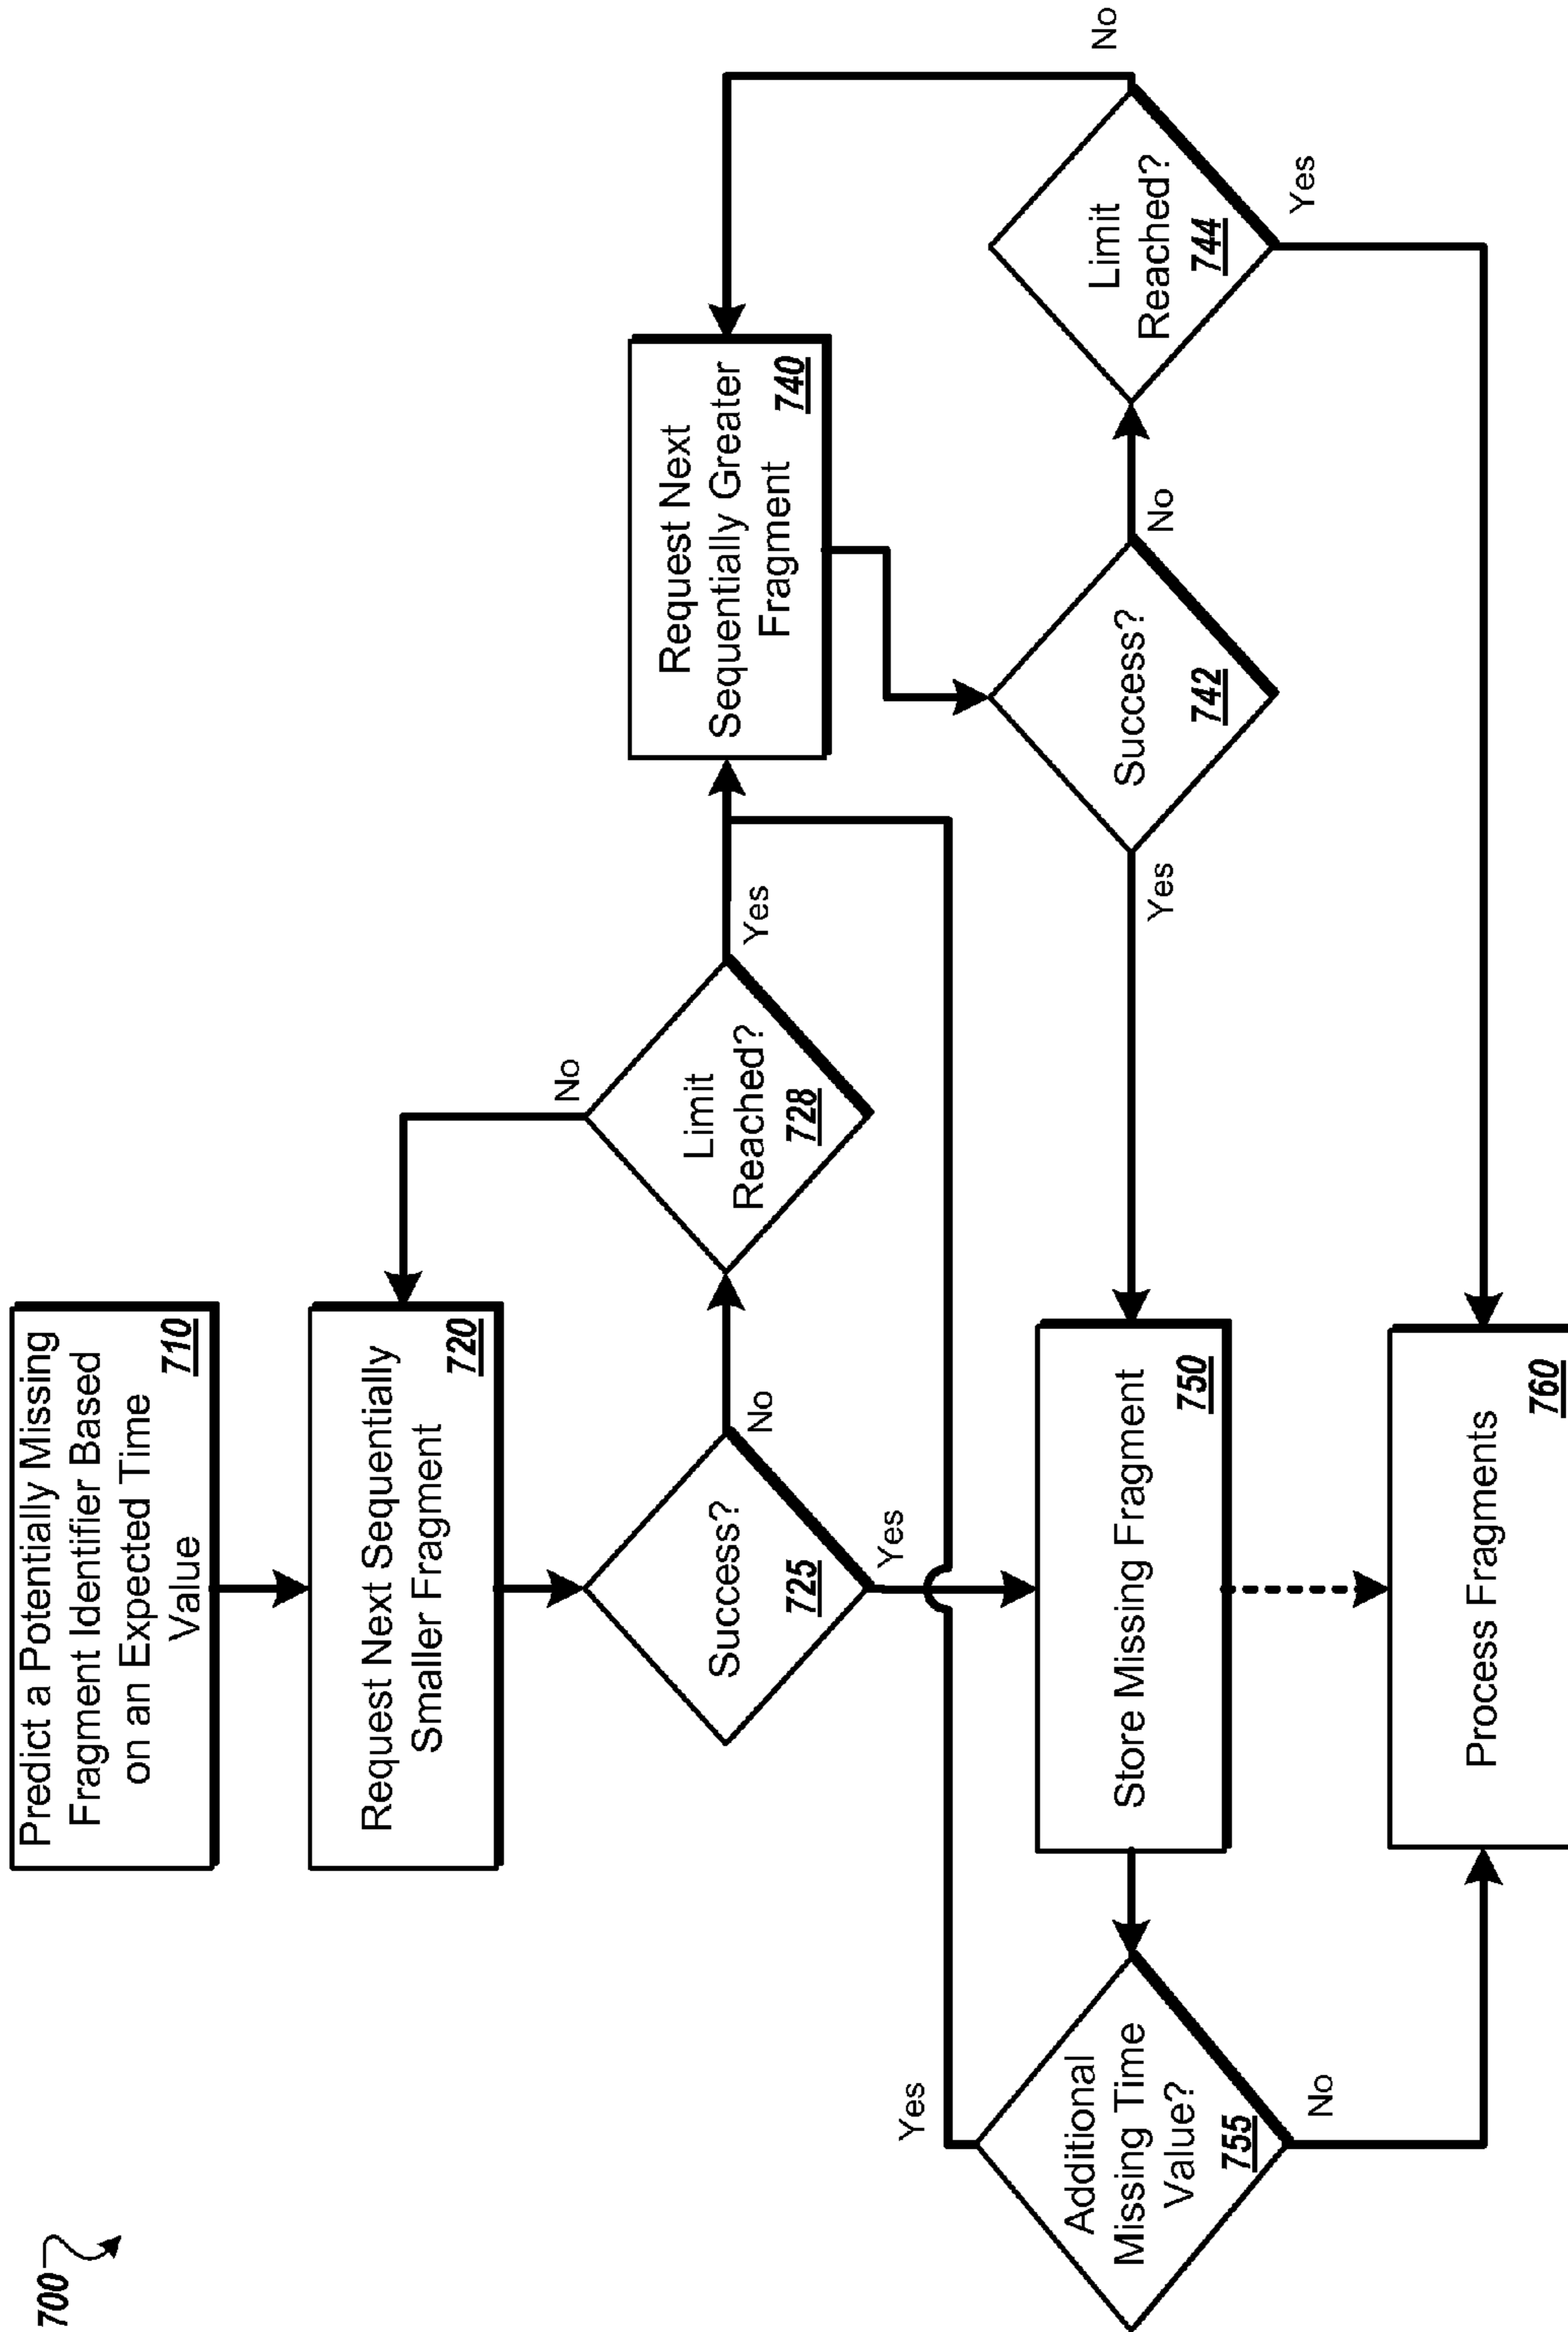 700
Predict a Potentially Missing
Fragment Identifier Based
on an Expected Time
Value
710
Request Next Sequentially
Smaller Fragment
720
Success?
725
No
Yes
Limit
Reached?
728
No
Yes
Request Next
Sequentially Greater
Fragment
740
Success?
742
Yes
No
Limit
Reached?
744
No
Yes
Store Missing Fragment
750
Additional
Missing Time
Value?
755
Yes
No
Process Fragments
760